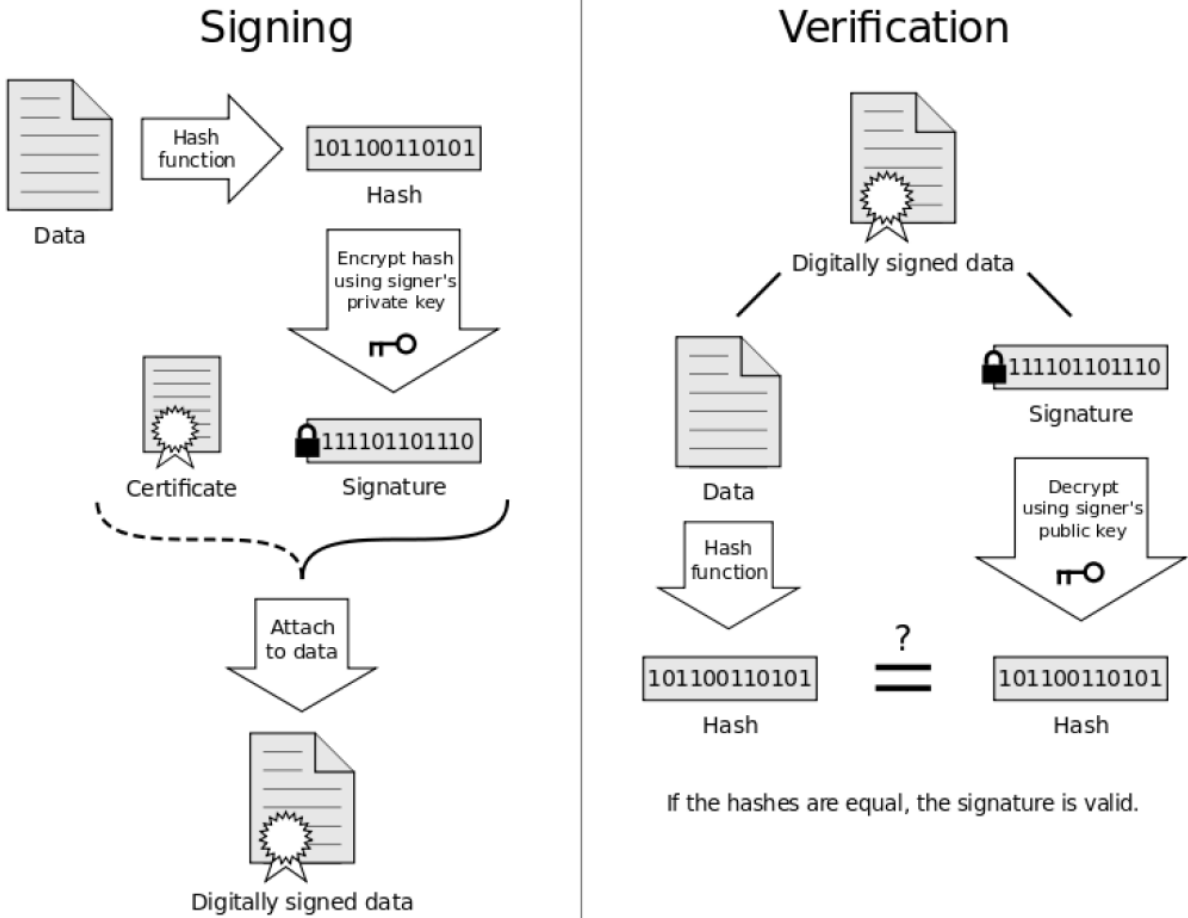 Signing
Hash
function
101100110101
Hash
Data
Encrypt hash
using signer's
private key
111101101110
Certificate
Signature
Attach
to data
Digitally signed data
Verification
Digitally signed data
111101101110
Signature
Data
Decrypt
using signer's
public key
Hash
function
?
101100110101
101100110101
Hash
Hash
If the hashes are equal, the signature is valid.